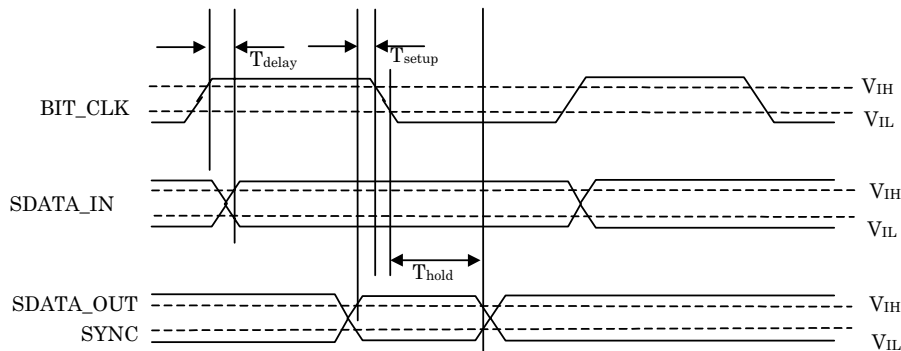 Tdelay
Tsetup
BIT_CLK
VIH
VIL
SDATA_IN
VIH
VIL
Thold
SDATA_OUT
SYNC
VIH
VIL